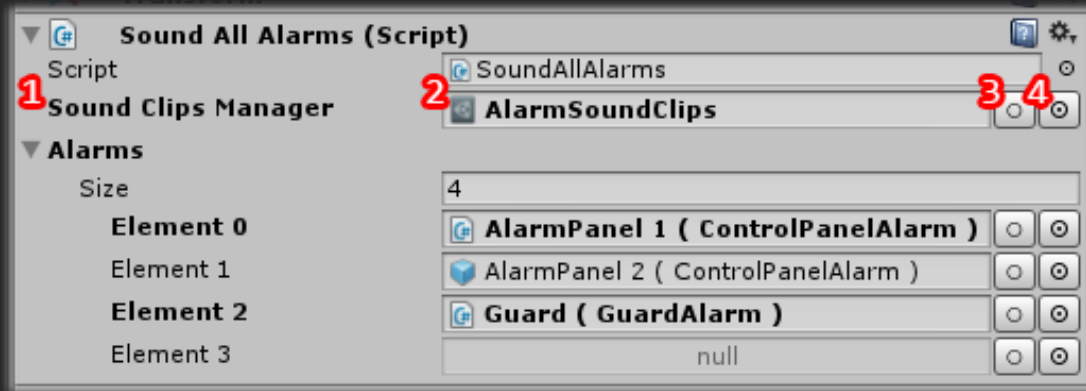 Sound All Alarms (Script)
Script SoundAllAlarms
1 Sound Clips Manager 2 AlarmSoundClips 3 4
Alarms
Size 4
Element 0 AlarmPanel 1 ( ControlPanelAlarm )
Element 1 AlarmPanel 2 ( ControlPanelAlarm )
Element 2 Guard ( GuardAlarm )
Element 3 null